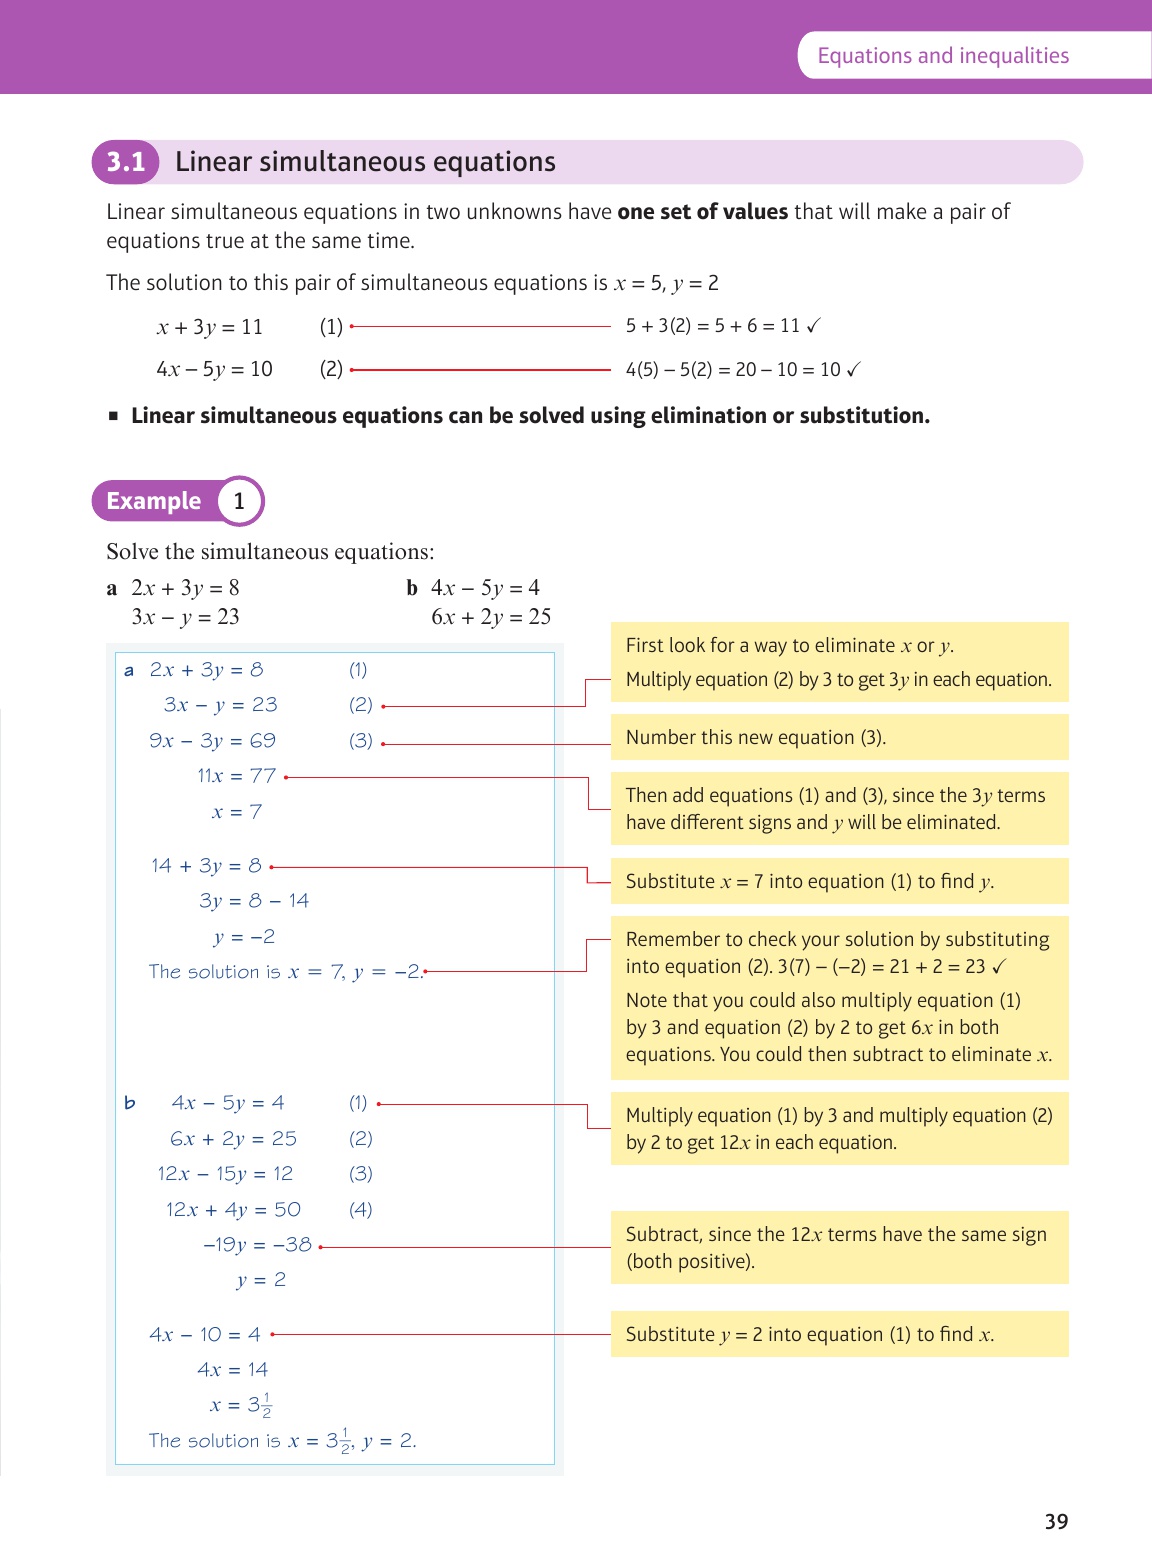 Equations and inequalities
3.1 Linear simultaneous equations
Linear simultaneous equations in two unknowns have one set of values that will make a pair of
equations true at the same time.
The solution to this pair of simultaneous equations is x = 5, y = 2
x + 3y = 11 (1) 5 + 3(2) = 5 + 6 = 11 ✓
4x – 5y = 10 (2) 4(5) – 5(2) = 20 – 10 = 10 ✓
▪ Linear simultaneous equations can be solved using elimination or substitution.
Example 1
Solve the simultaneous equations:
a 2x + 3y = 8 b 4x − 5y = 4
3x − y = 23 6x + 2y = 25
a 2x + 3y = 8 (1)
3x − y = 23 (2)
9x − 3y = 69 (3)
11x = 77
x = 7
14 + 3y = 8
3y = 8 − 14
y = −2
The solution is x = 7, y = −2.
First look for a way to eliminate x or y.
Multiply equation (2) by 3 to get 3y in each equation.
Number this new equation (3).
Then add equations (1) and (3), since the 3y terms
have different signs and y will be eliminated.
Substitute x = 7 into equation (1) to find y.
Remember to check your solution by substituting
into equation (2). 3(7) – (–2) = 21 + 2 = 23 ✓
Note that you could also multiply equation (1)
by 3 and equation (2) by 2 to get 6x in both
equations. You could then subtract to eliminate x.
b 4x − 5y = 4 (1)
6x + 2y = 25 (2)
12x − 15y = 12 (3)
12x + 4y = 50 (4)
−19y = −38
y = 2
4x − 10 = 4
4x = 14
x = 3½
The solution is x = 3½, y = 2.
Multiply equation (1) by 3 and multiply equation (2)
by 2 to get 12x in each equation.
Subtract, since the 12x terms have the same sign
(both positive).
Substitute y = 2 into equation (1) to find x.
39